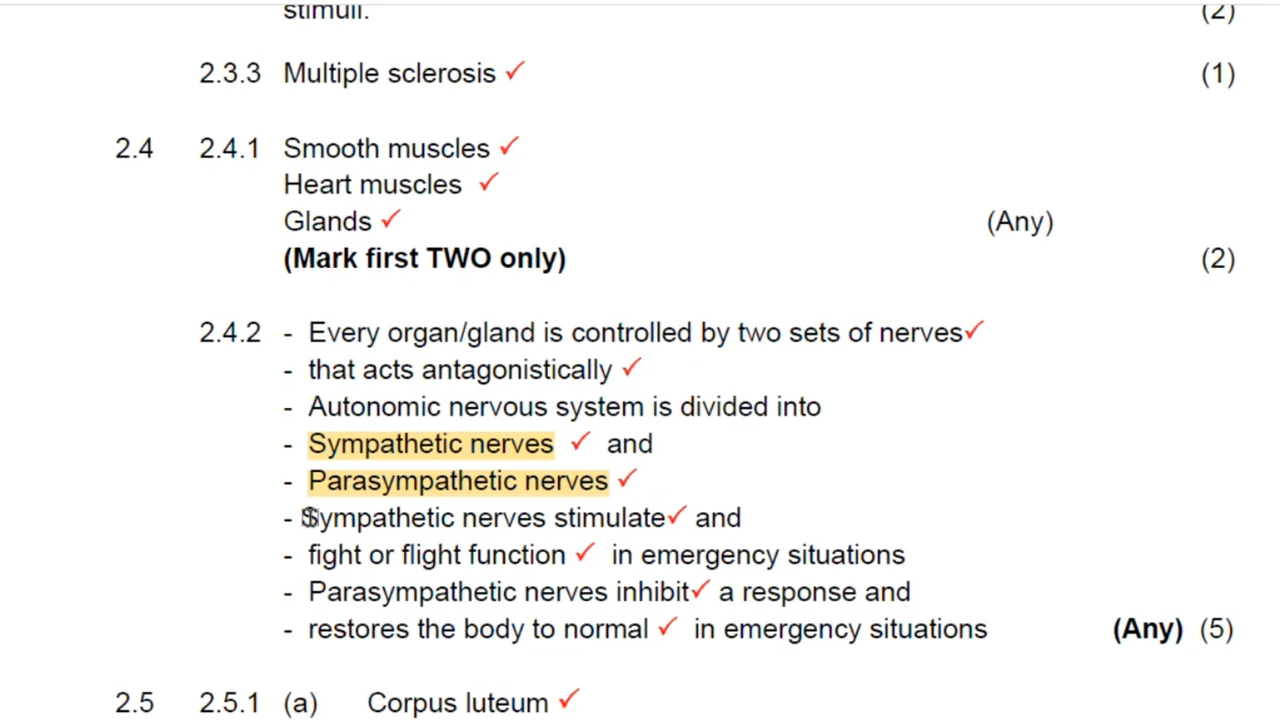 stimuli. (2)
2.3.3 Multiple sclerosis ✓ (1)
2.4 2.4.1 Smooth muscles ✓
Heart muscles ✓
Glands ✓ (Any)
(Mark first TWO only) (2)
2.4.2 - Every organ/gland is controlled by two sets of nerves✓
- that acts antagonistically ✓
- Autonomic nervous system is divided into
- Sympathetic nerves ✓ and
- Parasympathetic nerves ✓
- Sympathetic nerves stimulate✓ and
- fight or flight function ✓ in emergency situations
- Parasympathetic nerves inhibit✓ a response and
- restores the body to normal ✓ in emergency situations (Any) (5)
2.5 2.5.1 (a) Corpus luteum ✓